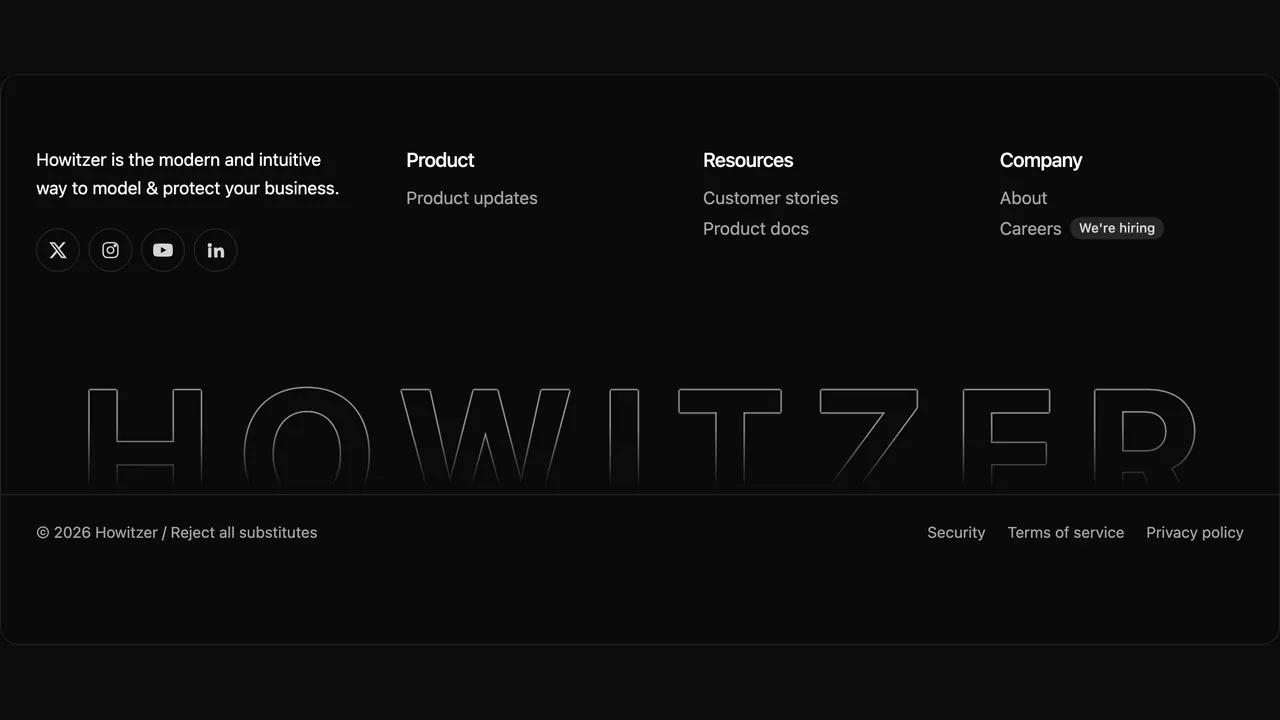 Howitzer is the modern and intuitive
way to model & protect your business.
Product
Product updates
Resources
Customer stories
Product docs
Company
About
Careers We're hiring
HOWITZER
© 2026 Howitzer / Reject all substitutes
Security Terms of service Privacy policy